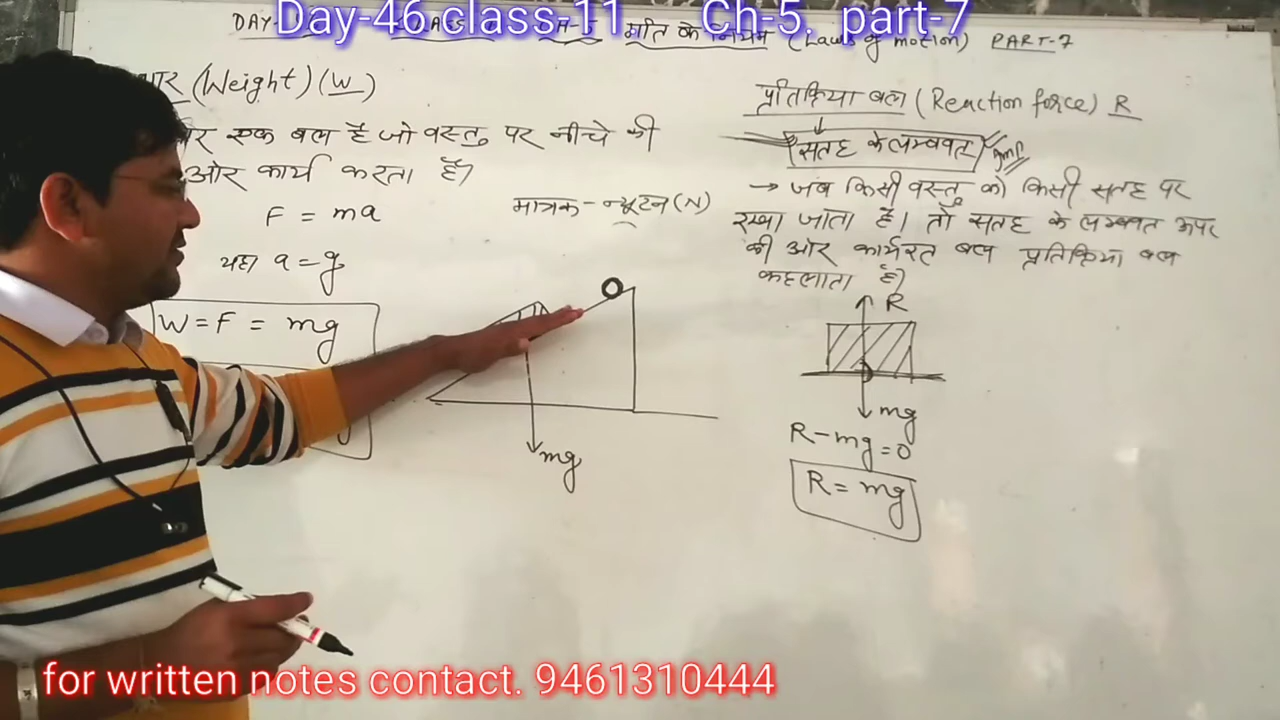 Day-46 class-11 Ch-5. part-7
DAY
गति के नियम (Laws of motion) PART-7
भार (Weight) (W)
एक बल है जो वस्तु पर नीचे की
ओर कार्य करता है।
F = ma
मात्रक - न्यूटन (N)
यहा a = g
W = F = mg
mg
प्रतिक्रिया बल (Reaction force) R
सतह के लम्बवत Imp
→ जब किसी वस्तु को किसी सतह पर
रखा जाता है। तो सतह के लम्बवत ऊपर
की ओर कार्यरत बल प्रतिक्रिया बल
कहलाता है।
R
mg
R - mg = 0
R = mg
for written notes contact. 9461310444